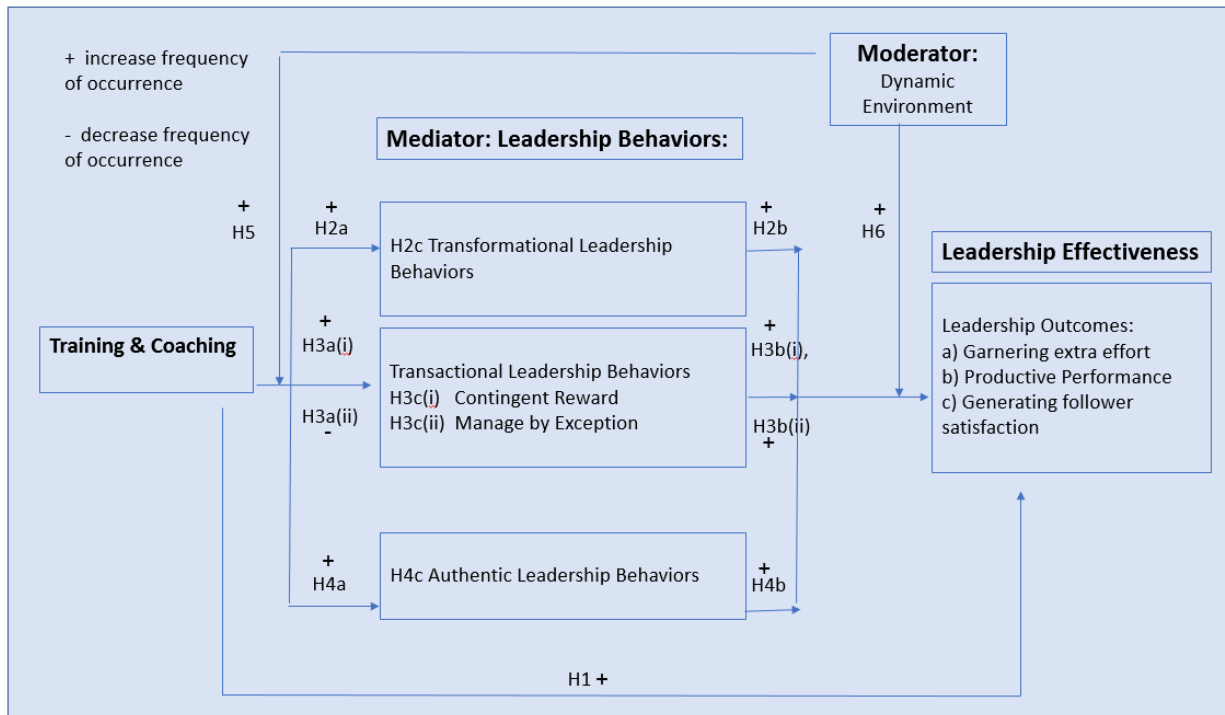 + increase frequency
of occurrence
- decrease frequency
of occurrence
Moderator:
Dynamic
Environment
Mediator: Leadership Behaviors:
+
H5
+
H2a
H2c Transformational Leadership
Behaviors
+
H2b
+
H6
Leadership Effectiveness
Training & Coaching
+
H3a(i)
H3a(ii)
-
Transactional Leadership Behaviors
H3c(i) Contingent Reward
H3c(ii) Manage by Exception
+
H3b(i),
H3b(ii)
+
Leadership Outcomes:
a) Garnering extra effort
b) Productive Performance
c) Generating follower
satisfaction
+
H4a
H4c Authentic Leadership Behaviors
+
H4b
H1 +